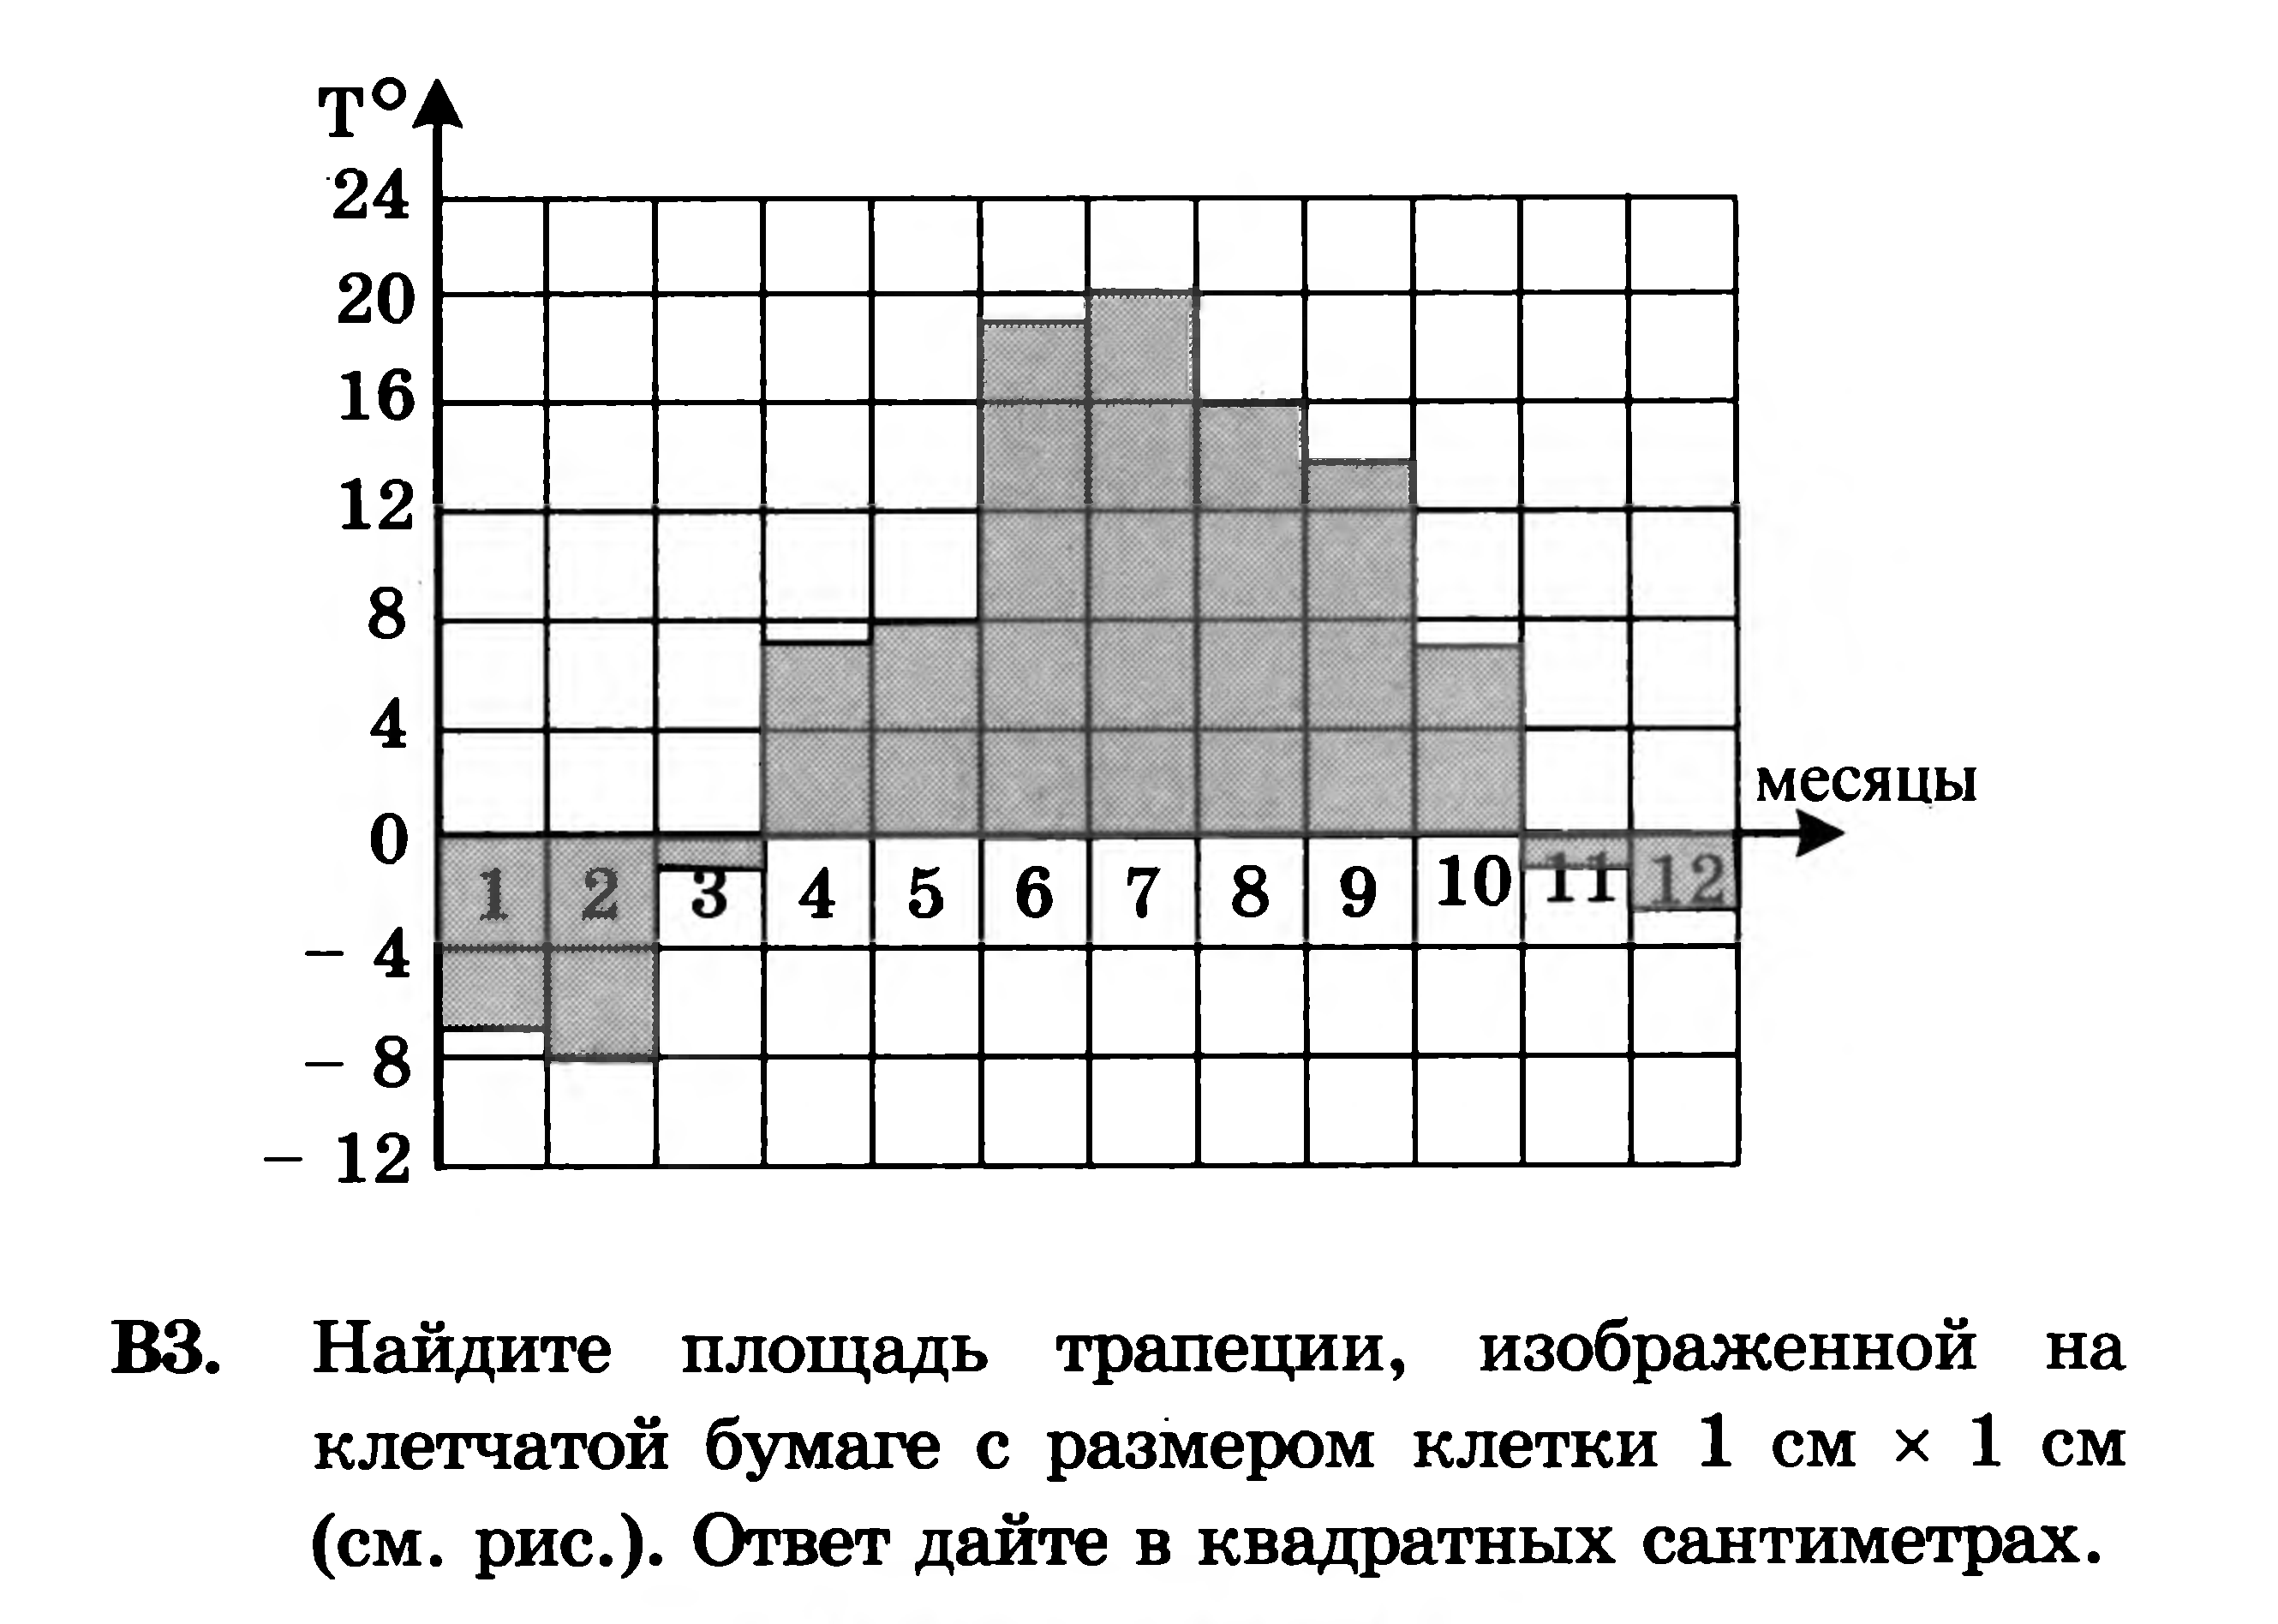 T°
24
20
16
12
8
4
месяцы
0
1 2 3 4 5 6 7 8 9 10 11 12
– 4
– 8
– 12
В3. Найдите площадь трапеции, изображенной на
клетчатой бумаге с размером клетки 1 см × 1 см
(см. рис.). Ответ дайте в квадратных сантиметрах.